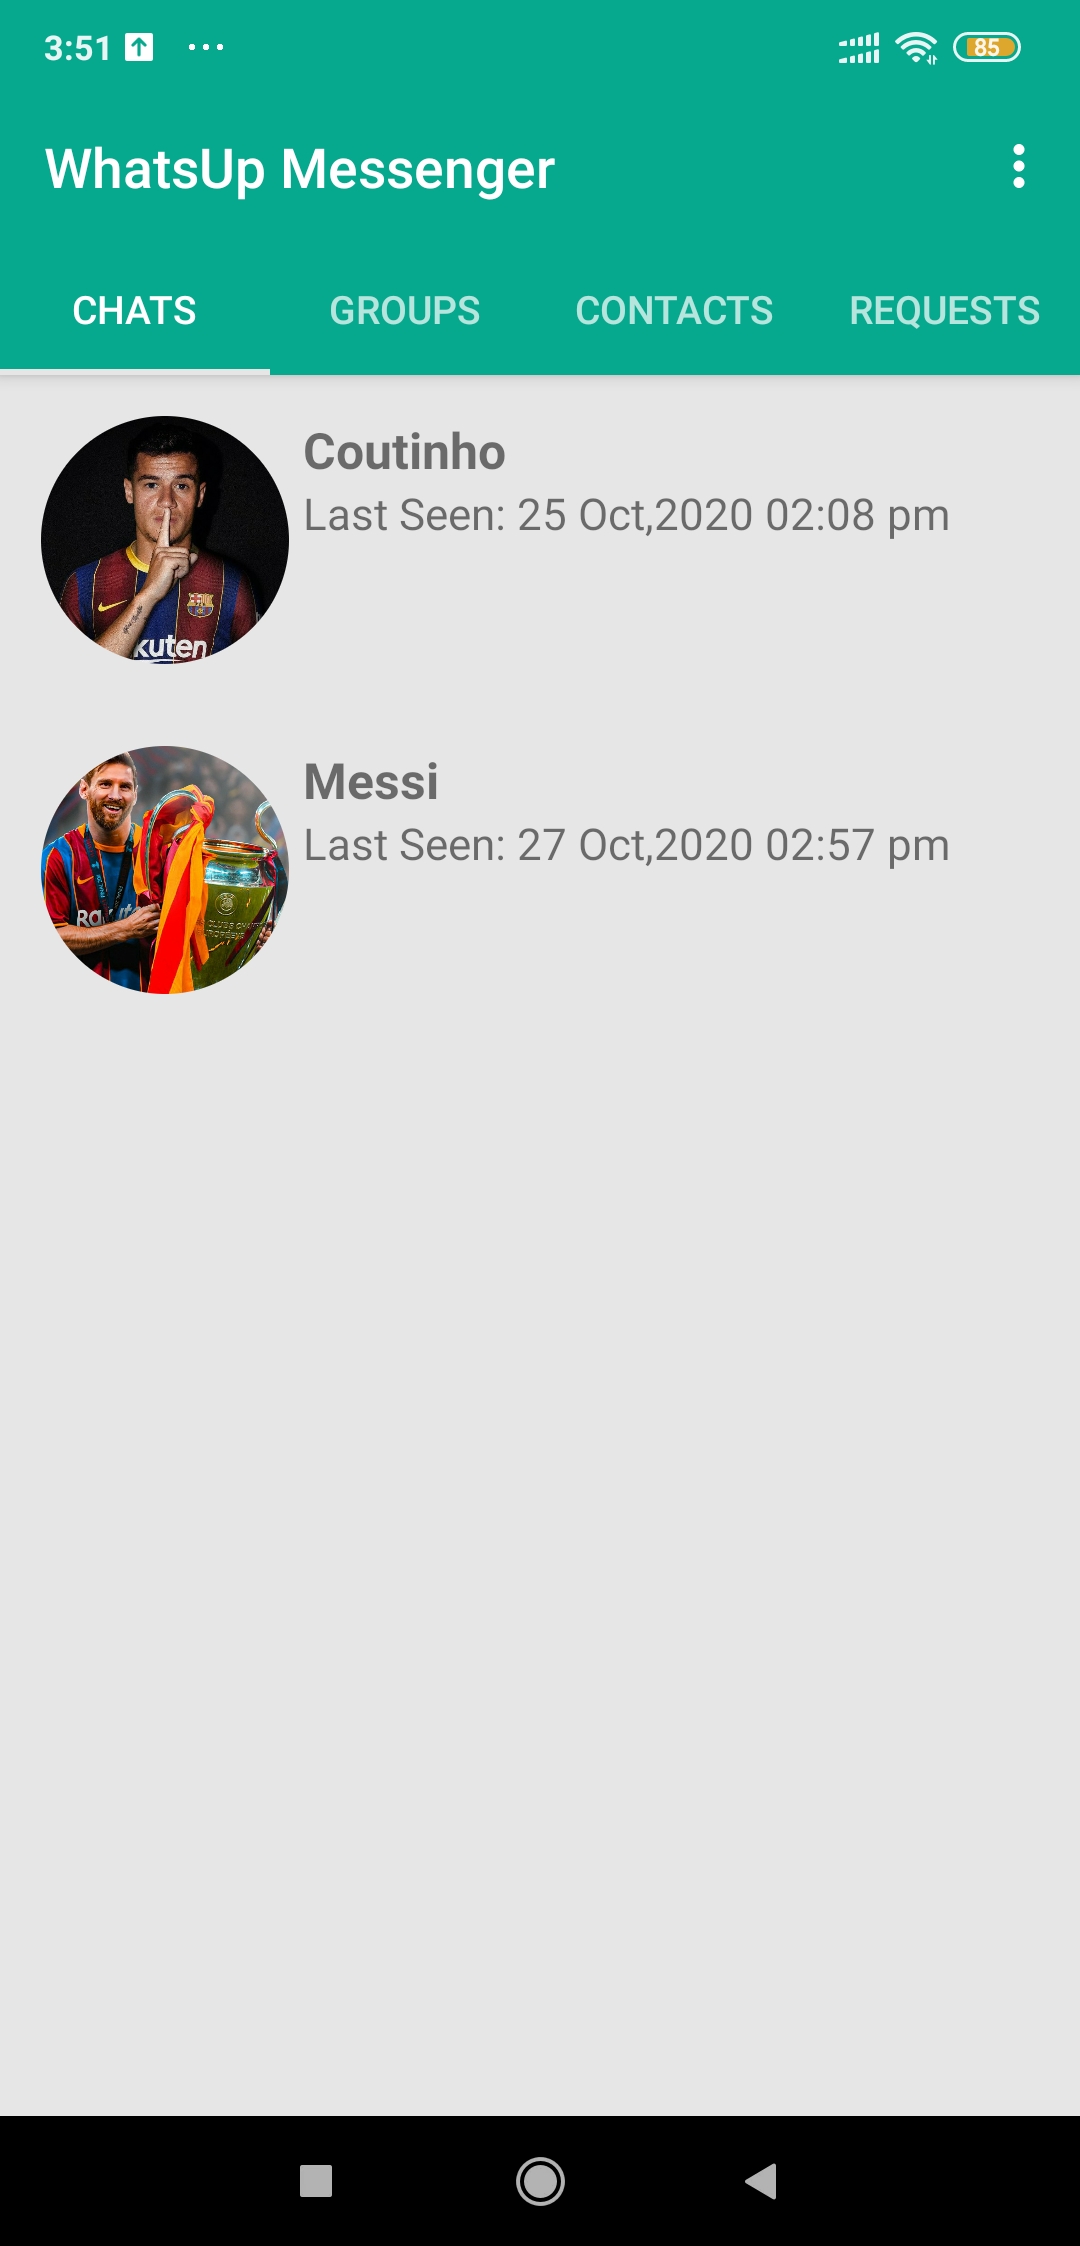 3:51
85
WhatsUp Messenger
CHATS GROUPS CONTACTS REQUESTS
Coutinho
Last Seen: 25 Oct,2020 02:08 pm
kuten
Messi
Last Seen: 27 Oct,2020 02:57 pm